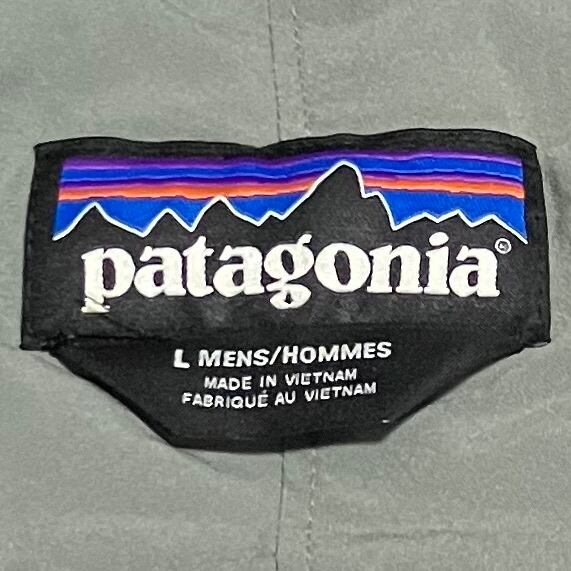 patagonia®
L MENS/HOMMES
MADE IN VIETNAM
FABRIQUÉ AU VIETNAM